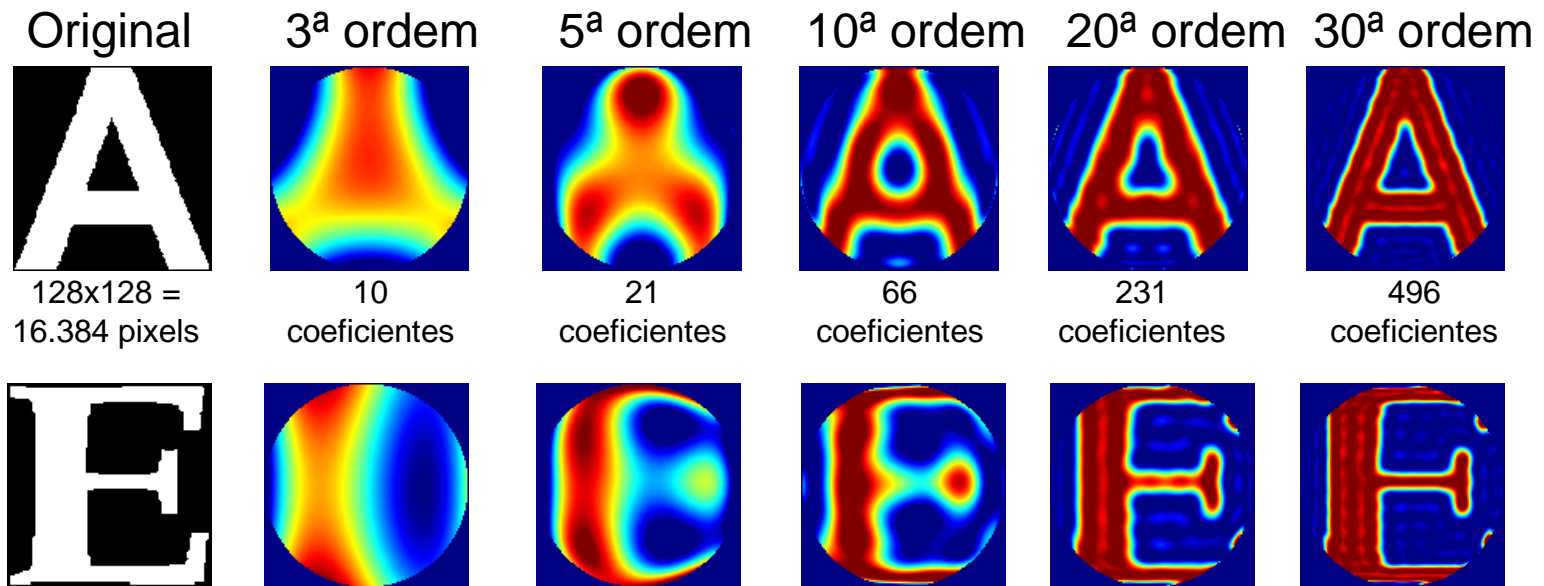 Original 3ª ordem 5ª ordem 10ª ordem 20ª ordem 30ª ordem
A
128x128 = 10 21 66 231 496
16.384 pixels coeficientes coeficientes coeficientes coeficientes coeficientes
E